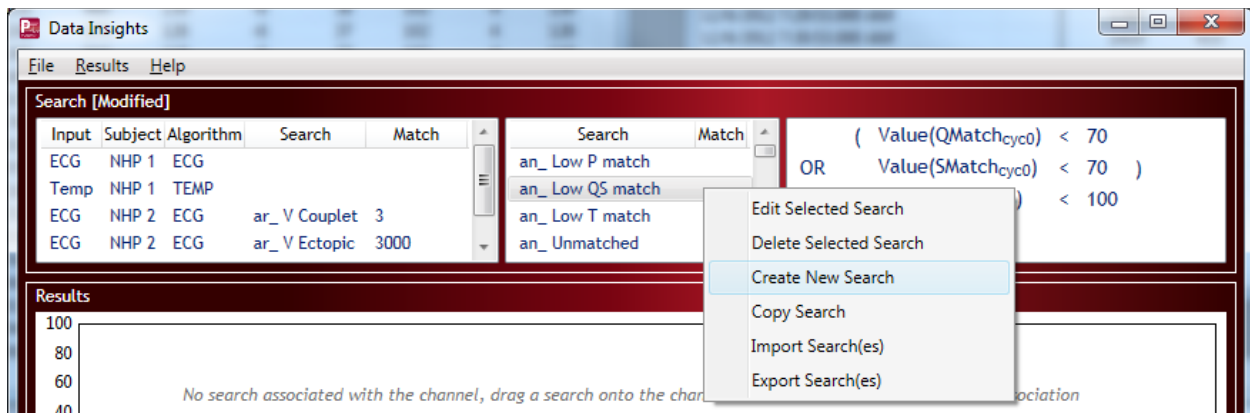 Data Insights
File Results Help
Search [Modified]
Input Subject Algorithm Search Match
ECG NHP 1 ECG
Temp NHP 1 TEMP
ECG NHP 2 ECG ar_ V Couplet 3
ECG NHP 2 ECG ar_ V Ectopic 3000
Search Match
an_ Low P match
an_ Low QS match
an_ Low T match
an_ Unmatched
( Value(QMatchcyc0) < 70
OR Value(SMatchcyc0) < 70 )
) < 100
Edit Selected Search
Delete Selected Search
Create New Search
Copy Search
Import Search(es)
Export Search(es)
Results
100
80
60
40
No search associated with the channel, drag a search onto the chan
ociation